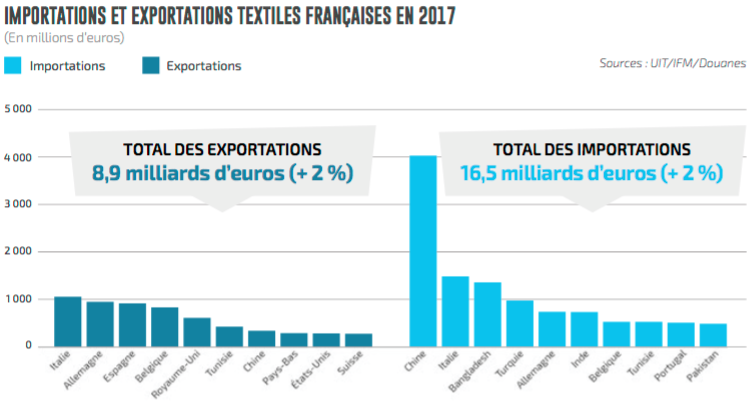 IMPORTATIONS ET EXPORTATIONS TEXTILES FRANÇAISES EN 2017
(En millions d'euros)
Importations
Exportations
Sources : UIT/IFM/Douanes
5 000
4 000
3 000
2 000
1 000
0
TOTAL DES EXPORTATIONS
8,9 milliards d'euros (+ 2 %)
TOTAL DES IMPORTATIONS
16,5 milliards d'euros (+ 2 %)
Italie
Allemagne
Espagne
Belgique
Royaume-Uni
Tunisie
Chine
Pays-Bas
États-Unis
Suisse
Chine
Italie
Bangladesh
Turquie
Allemagne
Inde
Belgique
Tunisie
Portugal
Pakistan